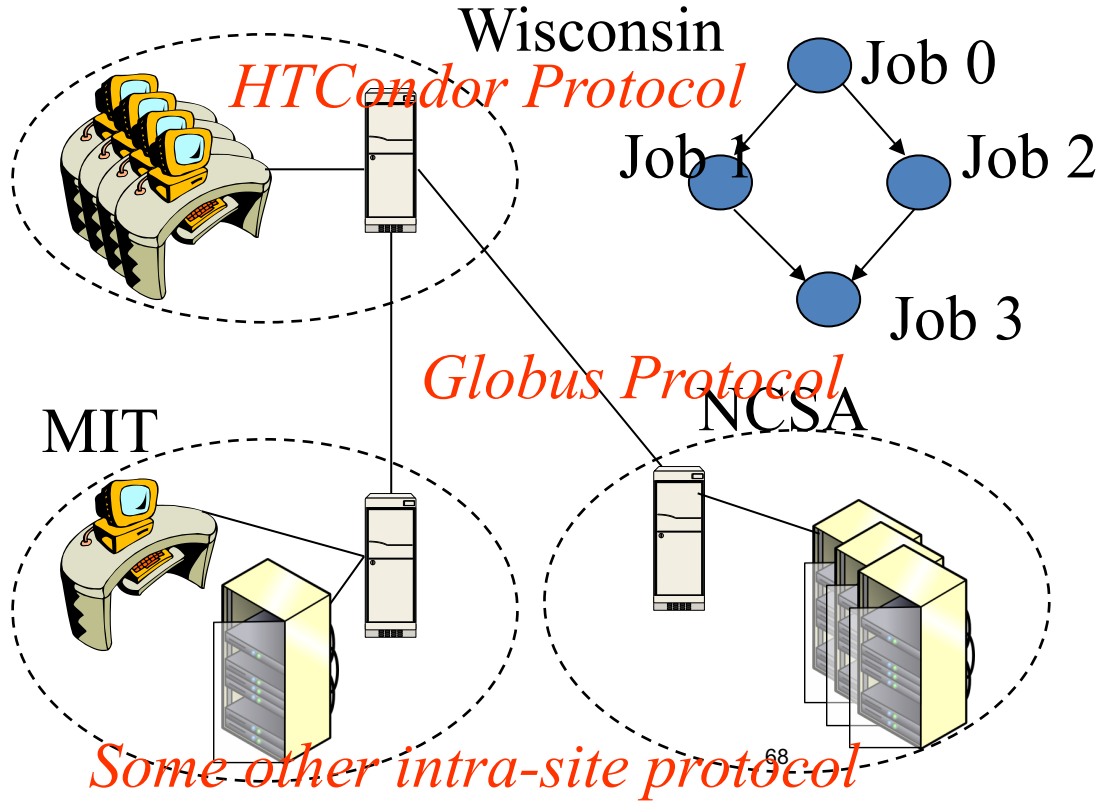 Wisconsin
HTCondor Protocol
Job 0
Job 1
Job 2
Job 3
Globus Protocol
NCSA
MIT
Some other intra-site protocol
68